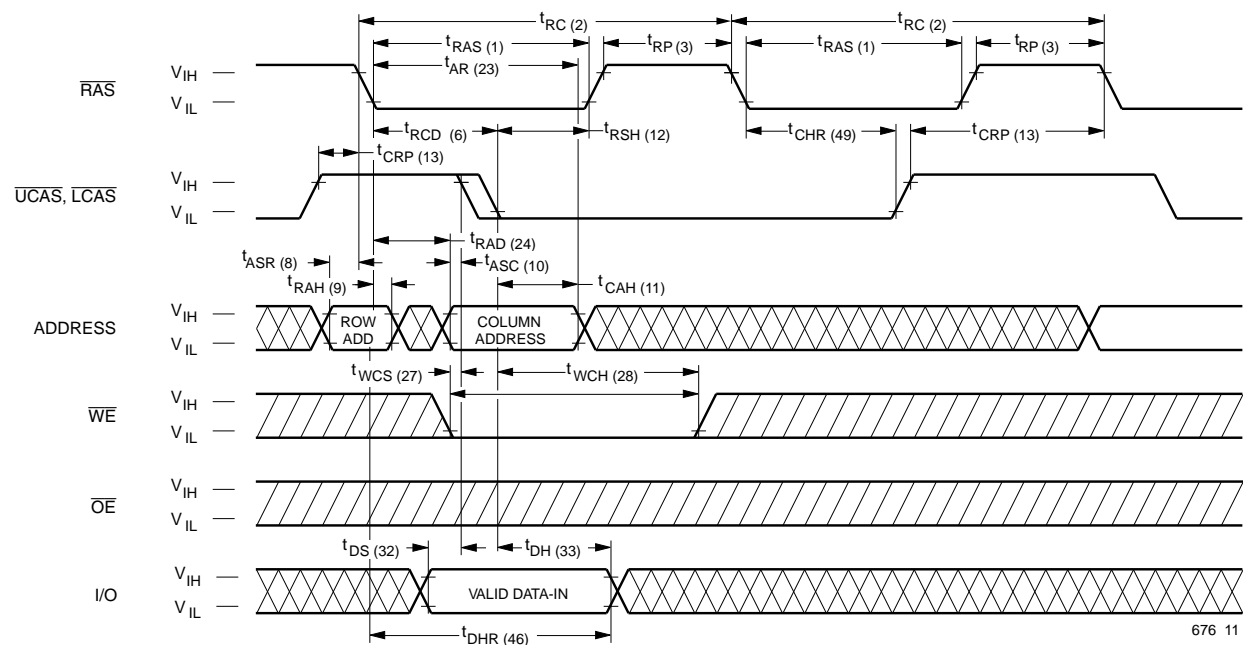 tRC (2) tRC (2)
tRAS (1) tRP (3) tRAS (1) tRP (3)
tAR (23)
RAS VIH
VIL
tRCD (6) tRSH (12) tCHR (49) tCRP (13)
tCRP (13)
UCAS, LCAS VIH
VIL
tRAD (24)
tASR (8) tASC (10)
tRAH (9) tCAH (11)
ADDRESS VIH
VIL
ROW
ADD
COLUMN
ADDRESS
tWCS (27) tWCH (28)
WE VIH
VIL
OE VIH
VIL
tDS (32) tDH (33)
I/O VIH
VIL
VALID DATA-IN
tDHR (46)
676 11